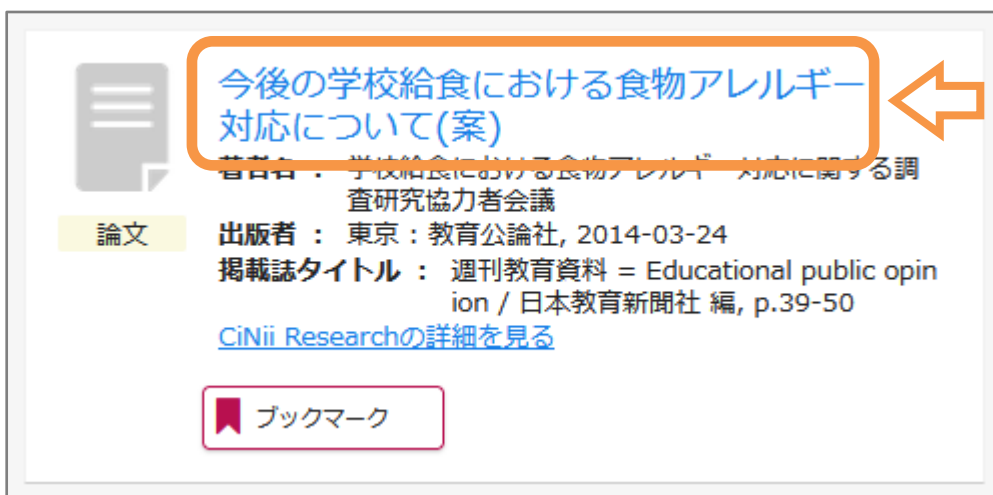 今後の学校給食における食物アレルギー
対応について(案)
著者名 ： 学校給食における食物アレルギー対応に関する調
査研究協力者会議
論文
出版者 ： 東京 : 教育公論社, 2014-03-24
掲載誌タイトル ： 週刊教育資料 = Educational public opin
ion / 日本教育新聞社 編, p.39-50
CiNii Researchの詳細を見る
ブックマーク